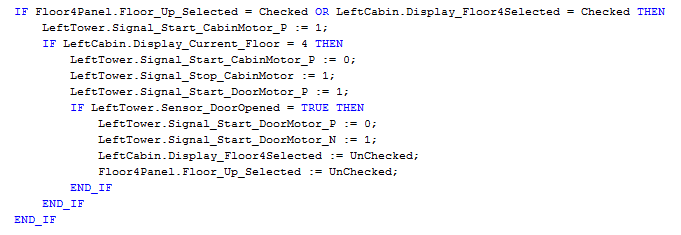 IF Floor4Panel.Floor_Up_Selected = Checked OR LeftCabin.Display_Floor4Selected = Checked THEN
LeftTower.Signal_Start_CabinMotor_P := 1;
IF LeftCabin.Display_Current_Floor = 4 THEN
LeftTower.Signal_Start_CabinMotor_P := 0;
LeftTower.Signal_Stop_CabinMotor := 1;
LeftTower.Signal_Start_DoorMotor_P := 1;
IF LeftTower.Sensor_DoorOpened = TRUE THEN
LeftTower.Signal_Start_DoorMotor_P := 0;
LeftTower.Signal_Start_DoorMotor_N := 1;
LeftCabin.Display_Floor4Selected := UnChecked;
Floor4Panel.Floor_Up_Selected := UnChecked;
END_IF
END_IF
END_IF